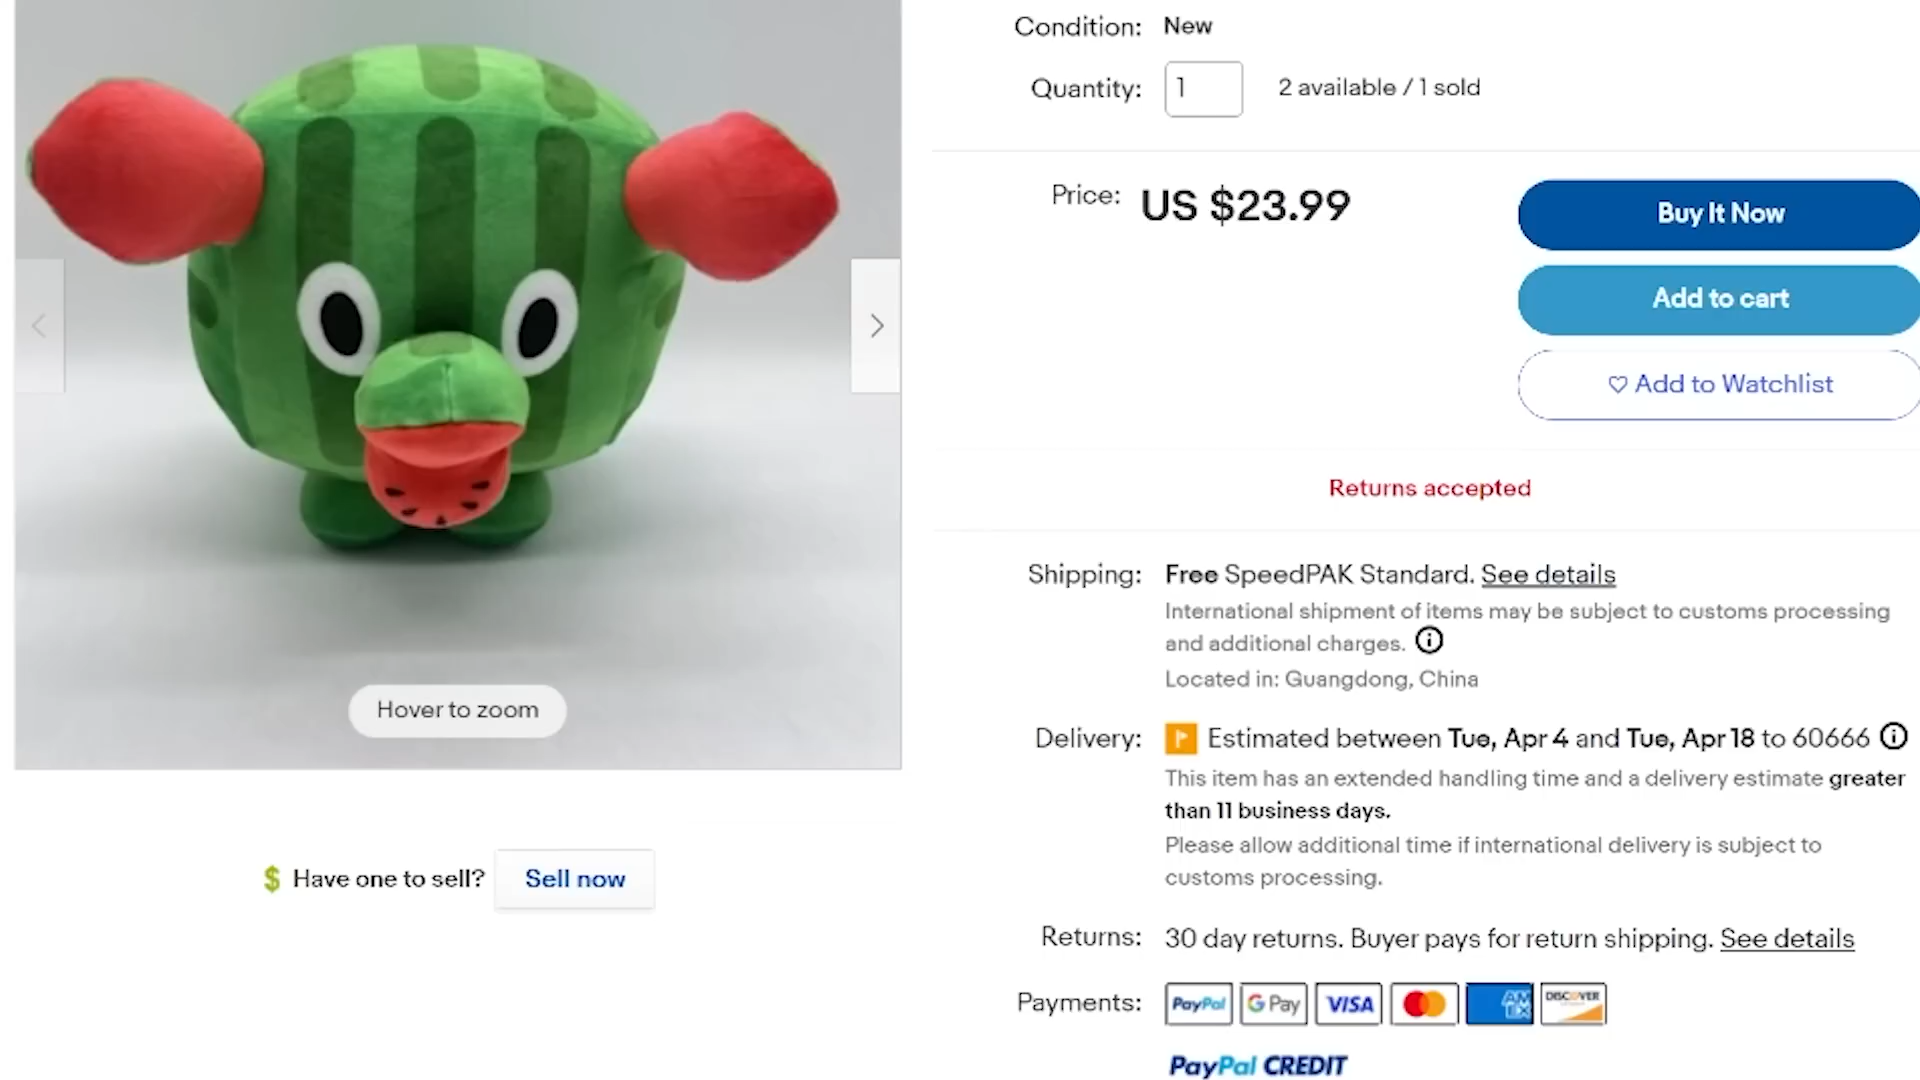 Condition: New
Quantity: 1 2 available / 1 sold
Price: US $23.99
Buy It Now
Add to cart
Add to Watchlist
Returns accepted
Shipping: Free SpeedPAK Standard. See details
International shipment of items may be subject to customs processing
and additional charges.
Located in: Guangdong, China
Delivery: Estimated between Tue, Apr 4 and Tue, Apr 18 to 60666
This item has an extended handling time and a delivery estimate greater
than 11 business days.
Please allow additional time if international delivery is subject to
customs processing.
Returns: 30 day returns. Buyer pays for return shipping. See details
Payments: PayPal G Pay VISA AMEX DISCOVER
PayPal CREDIT
Hover to zoom
$ Have one to sell? Sell now